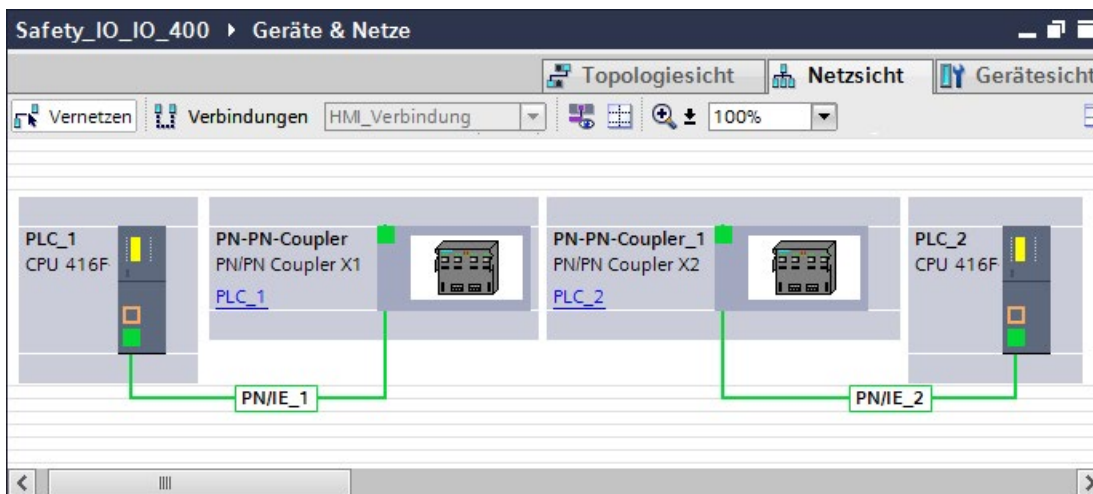 Safety_IO_IO_400 ▸ Geräte & Netze
Topologiesicht Netzsicht Gerätesicht
Vernetzen Verbindungen HMI_Verbindung 100%
PLC_1
CPU 416F
PN-PN-Coupler
PN/PN Coupler X1
PLC_1
PN-PN-Coupler_1
PN/PN Coupler X2
PLC_2
PLC_2
CPU 416F
PN/IE_1
PN/IE_2